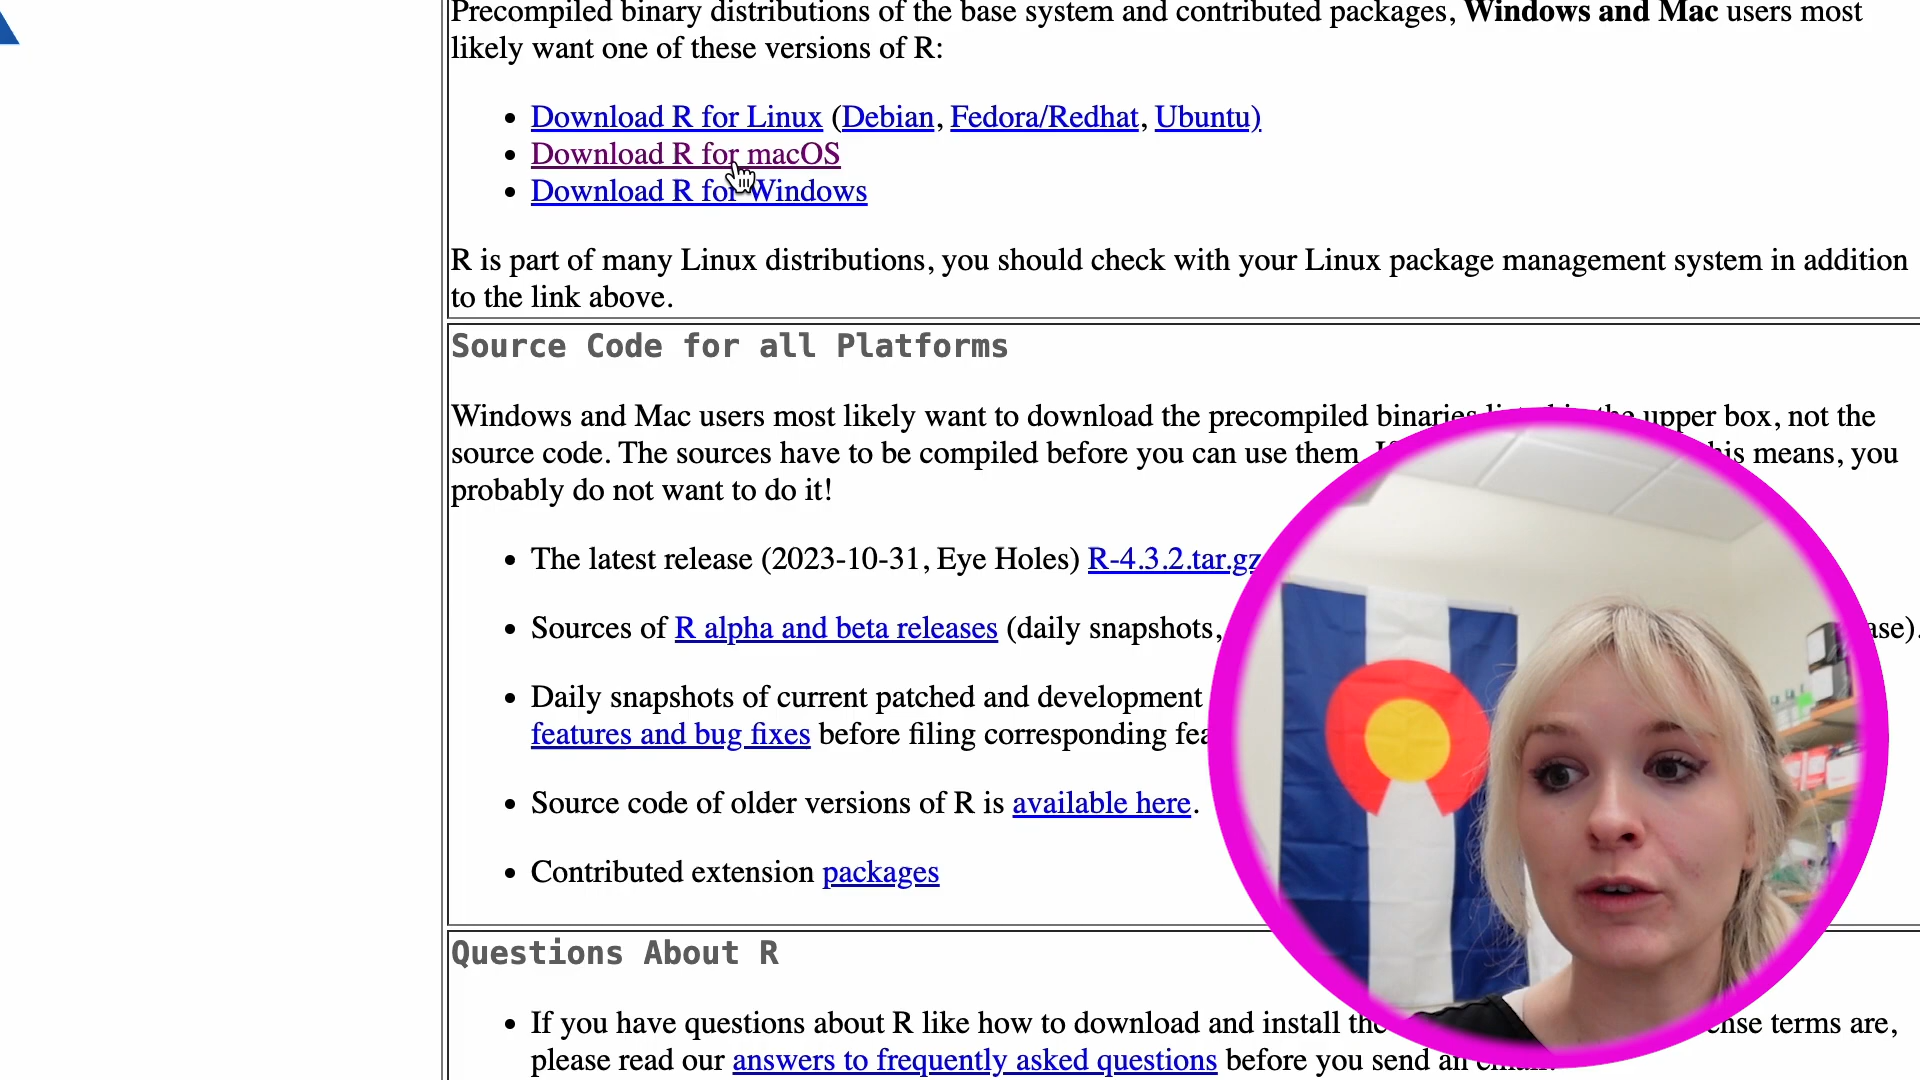 Precompiled binary distributions of the base system and contributed packages, Windows and Mac users most
likely want one of these versions of R:
Download R for Linux (Debian, Fedora/Redhat, Ubuntu)
Download R for macOS
Download R for Windows
R is part of many Linux distributions, you should check with your Linux package management system in addition
to the link above.
Source Code for all Platforms
Windows and Mac users most likely want to download the precompiled binaries listed in the upper box, not the
source code. The sources have to be compiled before you can use them. means, you
probably do not want to do it!
The latest release (2023-10-31, Eye Holes) R-4.3.2.tar.gz
Sources of R alpha and beta releases (daily snapshots,
Daily snapshots of current patched and development
features and bug fixes before filing corresponding
Source code of older versions of R is available here.
Contributed extension packages
Questions About R
If you have questions about R like how to download and install the terms are,
please read our answers to frequently asked questions before you send an email.